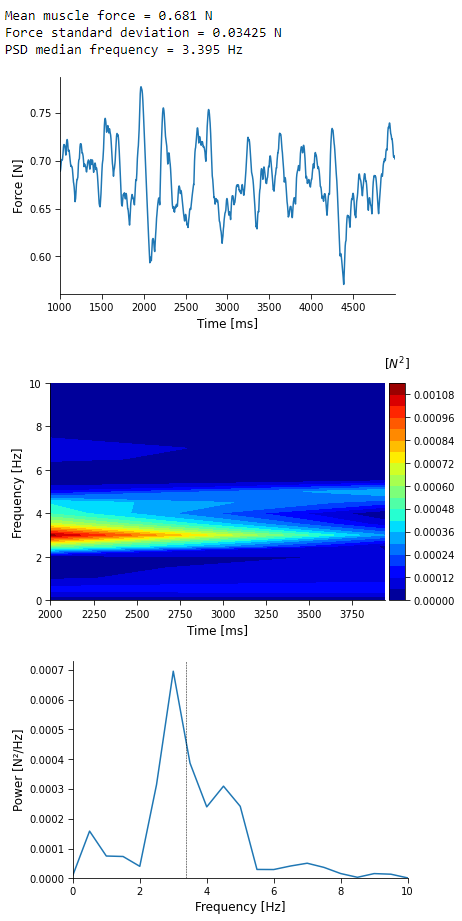 Mean muscle force = 0.681 N
Force standard deviation = 0.03425 N
PSD median frequency = 3.395 Hz
0.75
0.70
0.65
0.60
Force [N]
1000 1500 2000 2500 3000 3500 4000 4500
Time [ms]
[N²]
10
8
6
4
2
0
Frequency [Hz]
2000 2250 2500 2750 3000 3250 3500 3750
Time [ms]
0.00108
0.00096
0.00084
0.00072
0.00060
0.00048
0.00036
0.00024
0.00012
0.00000
0.0007
0.0006
0.0005
0.0004
0.0003
0.0002
0.0001
0.0000
Power [N²/Hz]
0 2 4 6 8 10
Frequency [Hz]